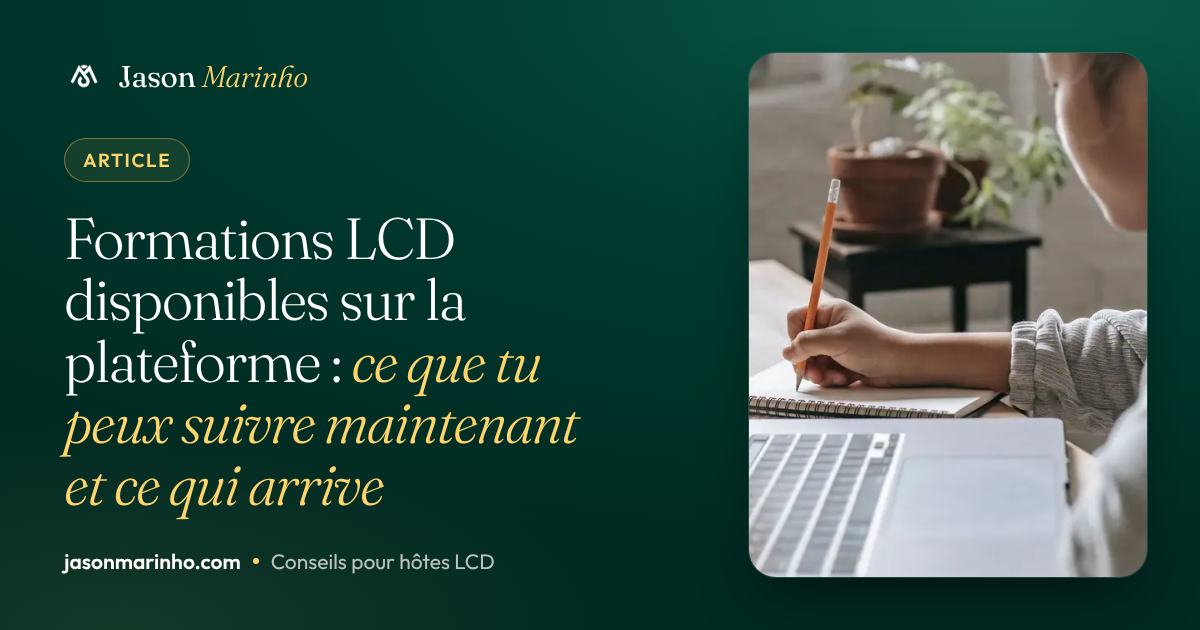 Jason Marinho
ARTICLE
Formations LCD
disponibles sur la
plateforme : ce que tu
peux suivre maintenant
et ce qui arrive
jasonmarinho.com • Conseils pour hôtes LCD